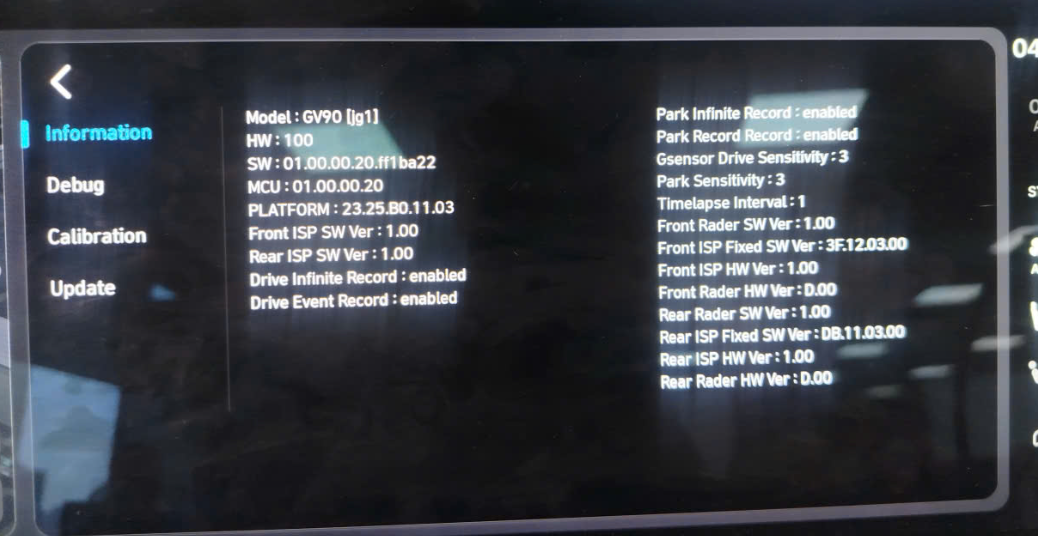 Information
Debug
Calibration
Update
Model : GV90 [jg1]
HW : 100
SW : 01.00.00.20.ff1ba22
MCU : 01.00.00.20
PLATFORM : 23.25.B0.11.03
Front ISP SW Ver : 1.00
Rear ISP SW Ver : 1.00
Drive Infinite Record : enabled
Drive Event Record : enabled
Park Infinite Record : enabled
Park Record Record : enabled
Gsensor Drive Sensitivity : 3
Park Sensitivity : 3
Timelapse Interval : 1
Front Rader SW Ver : 1.00
Front ISP Fixed SW Ver : 3F.12.03.00
Front ISP HW Ver : 1.00
Front Rader HW Ver : D.00
Rear Rader SW Ver : 1.00
Rear ISP Fixed SW Ver : DB.11.03.00
Rear ISP HW Ver : 1.00
Rear Rader HW Ver : D.00
04